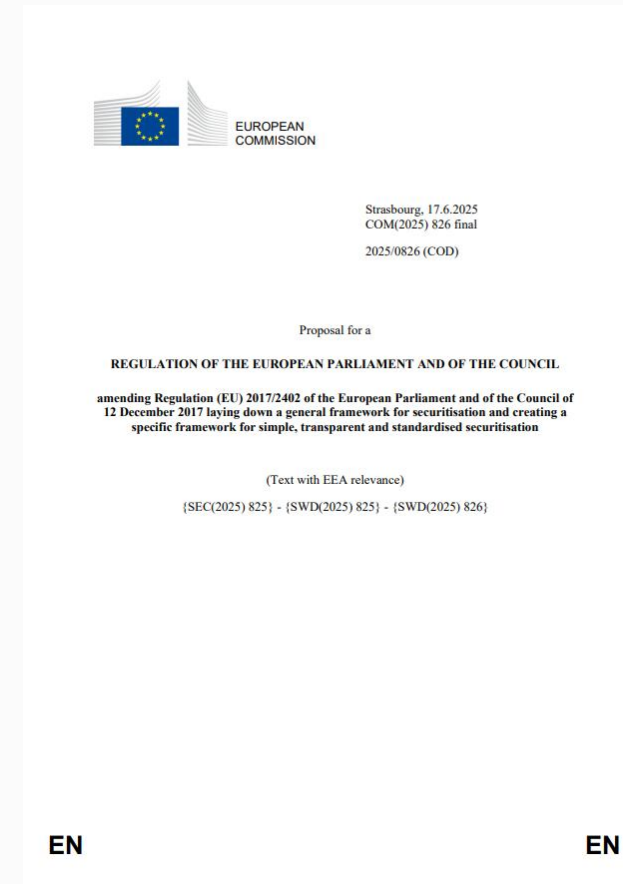 EUROPEAN
COMMISSION
Strasbourg, 17.6.2025
COM(2025) 826 final
2025/0826 (COD)
Proposal for a
REGULATION OF THE EUROPEAN PARLIAMENT AND OF THE COUNCIL
amending Regulation (EU) 2017/2402 of the European Parliament and of the Council of
12 December 2017 laying down a general framework for securitisation and creating a
specific framework for simple, transparent and standardised securitisation
(Text with EEA relevance)
{SEC(2025) 825} - {SWD(2025) 825} - {SWD(2025) 826}
EN EN